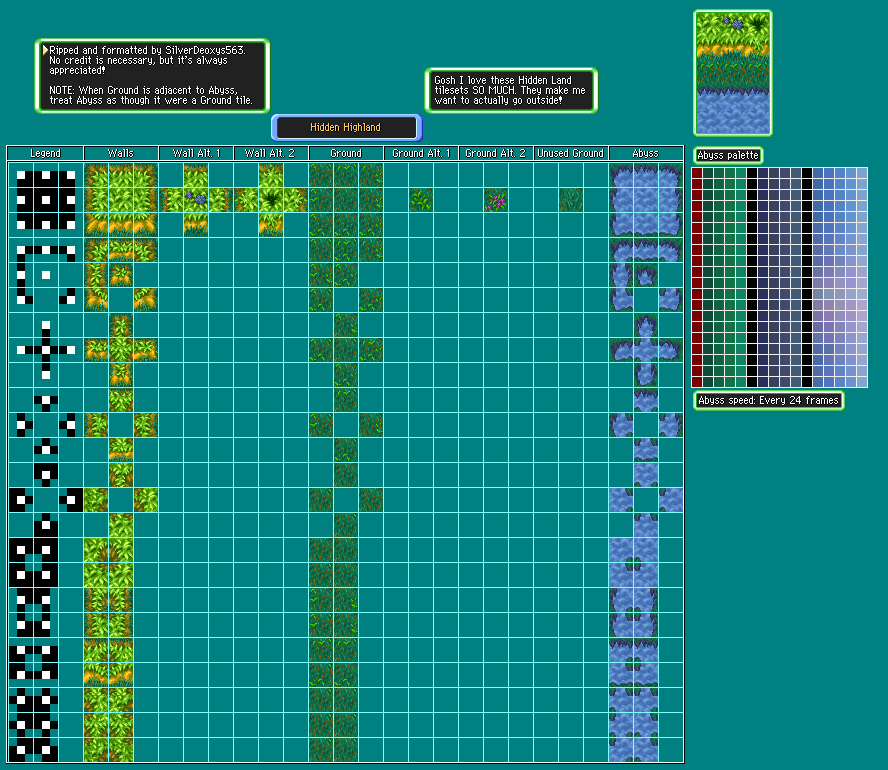 Ripped and formatted by SilverDeoxys563.
No credit is necessary, but it's always
appreciated!
NOTE: When Ground is adjacent to Abyss,
treat Abyss as though it were a Ground tile.
Gosh I love these Hidden Land
tilesets SO MUCH. They make me
want to actually go outside!
Hidden Highland
Legend Walls Wall Alt. 1 Wall Alt. 2 Ground Ground Alt. 1 Ground Alt. 2 Unused Ground Abyss
Abyss palette
Abyss speed: Every 24 frames